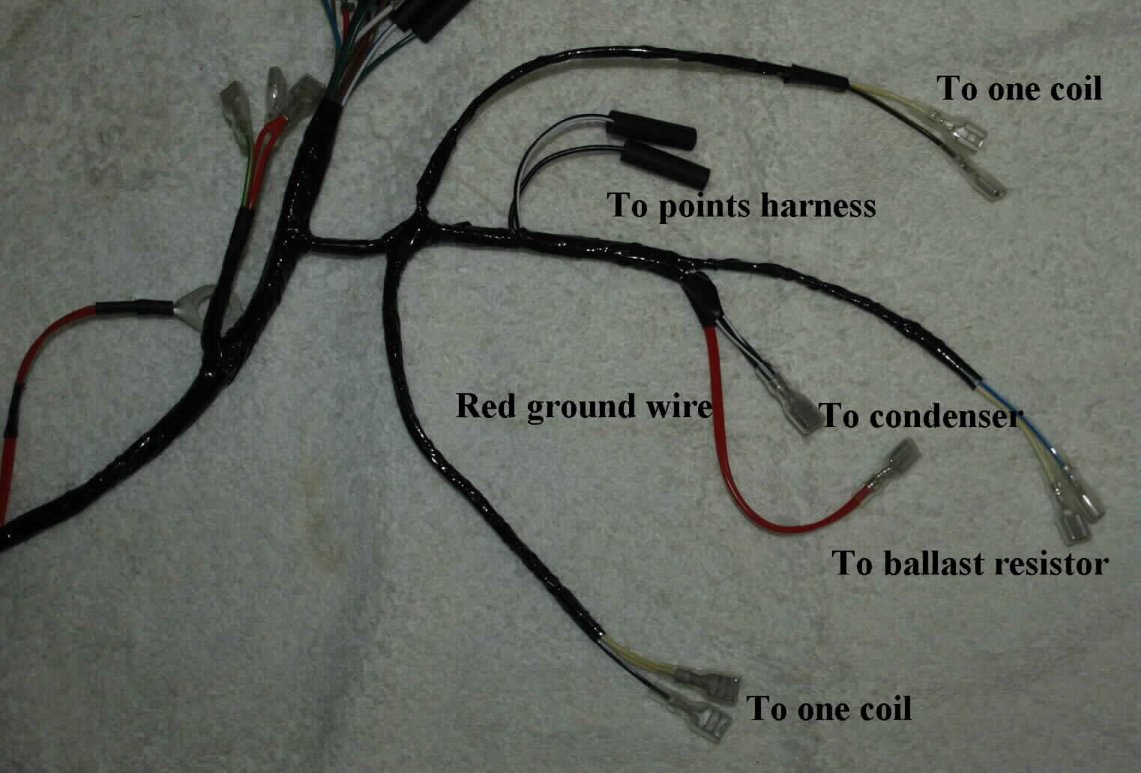 To one coil
To points harness
Red ground wire
To condenser
To ballast resistor
To one coil